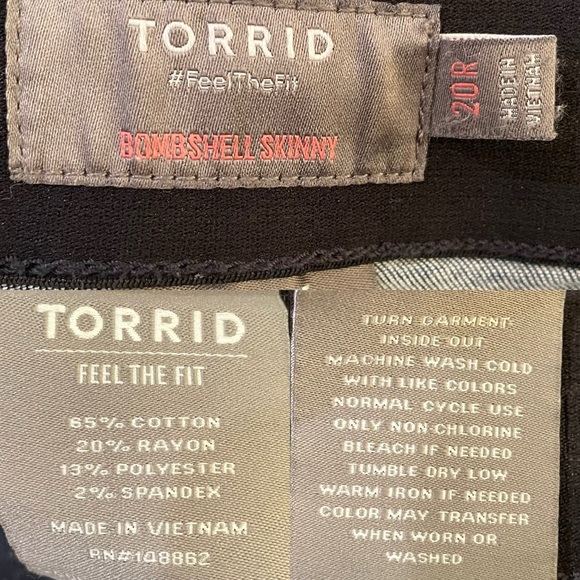 TORRID
#FeelTheFit
BOMBSHELL SKINNY
20R
MADE IN
VIETNAM
TORRID
FEEL THE FIT
65% COTTON
20% RAYON
13% POLYESTER
2% SPANDEX
MADE IN VIETNAM
RN#148862
TURN GARMENT
INSIDE OUT
MACHINE WASH COLD
WITH LIKE COLORS
NORMAL CYCLE USE
ONLY NON-CHLORINE
BLEACH IF NEEDED
TUMBLE DRY LOW
WARM IRON IF NEEDED
COLOR MAY TRANSFER
WHEN WORN OR
WASHED